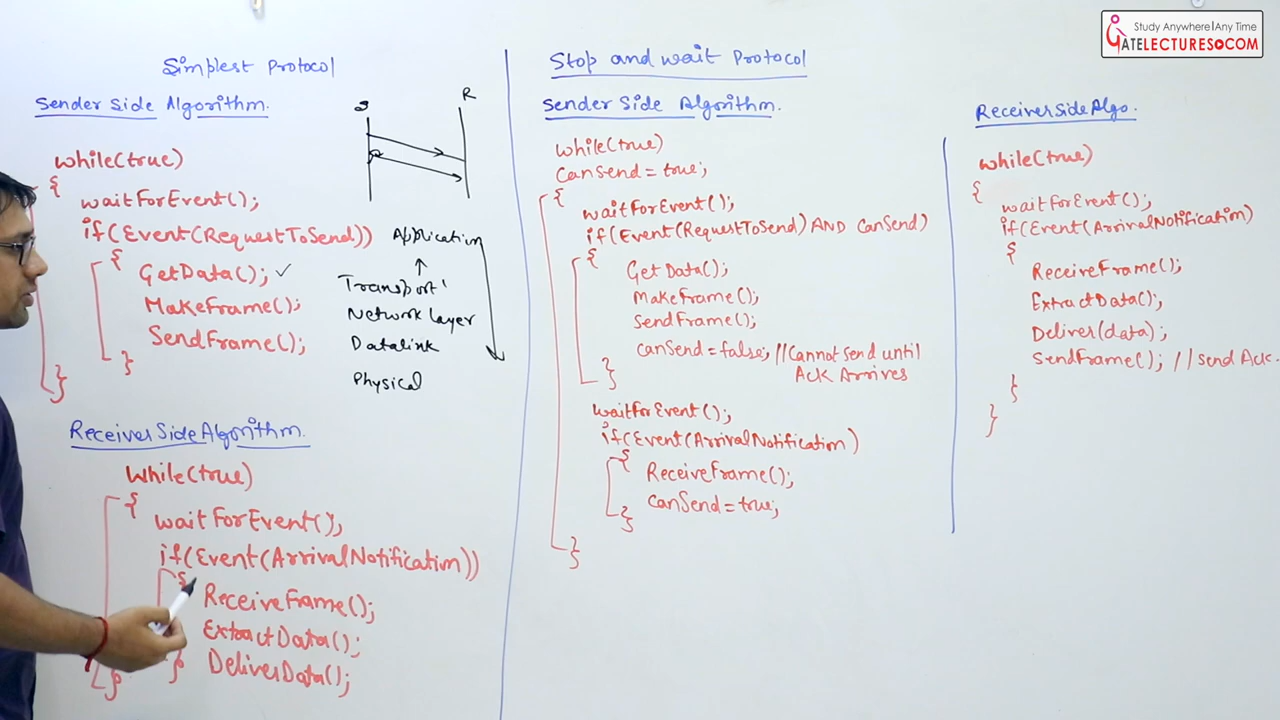 Study Anywhere|Any Time
GATELECTURES.COM
Simplest Protocol
Sender Side Algorithm.
while(true)
{
waitForEvent();
if(Event(RequestToSend))
{
GetData(); ✓
MakeFrame();
SendFrame();
}
}
S
R
Application
↑
Transport
Network Layer
Datalink
Physical
Receiver Side Algorithm.
While(true)
{
waitForEvent();
if(Event(ArrivalNotification))
{
ReceiveFrame();
ExtractData();
DeliverData();
}
}
Stop and wait Protocol
Sender Side Algorithm.
while(true)
canSend = true;
{
waitForEvent();
if(Event(RequestToSend) AND CanSend)
{
GetData();
MakeFrame();
SendFrame();
canSend = false; //Cannot send until
Ack Arrives
}
waitForEvent();
if(Event(ArrivalNotification)
{
ReceiveFrame();
canSend = true;
}
}
Receiver Side Algo.
while(true)
{
waitForEvent();
if(Event(ArrivalNotification)
{
ReceiveFrame();
ExtractData();
Deliver(data);
SendFrame(); //Send Ack.
}
}